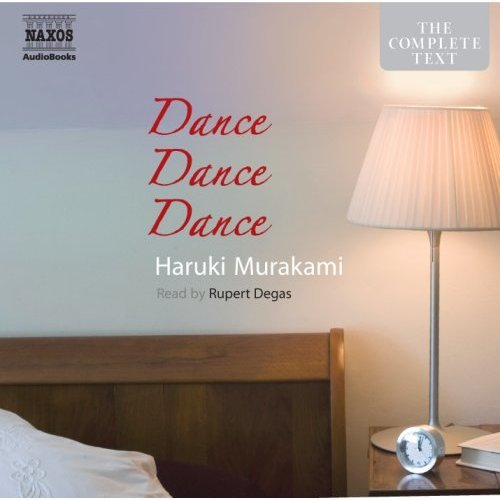 NAXOS
AudioBooks
THE
COMPLETE
TEXT
Dance
Dance
Dance
Haruki Murakami
Read by Rupert Degas